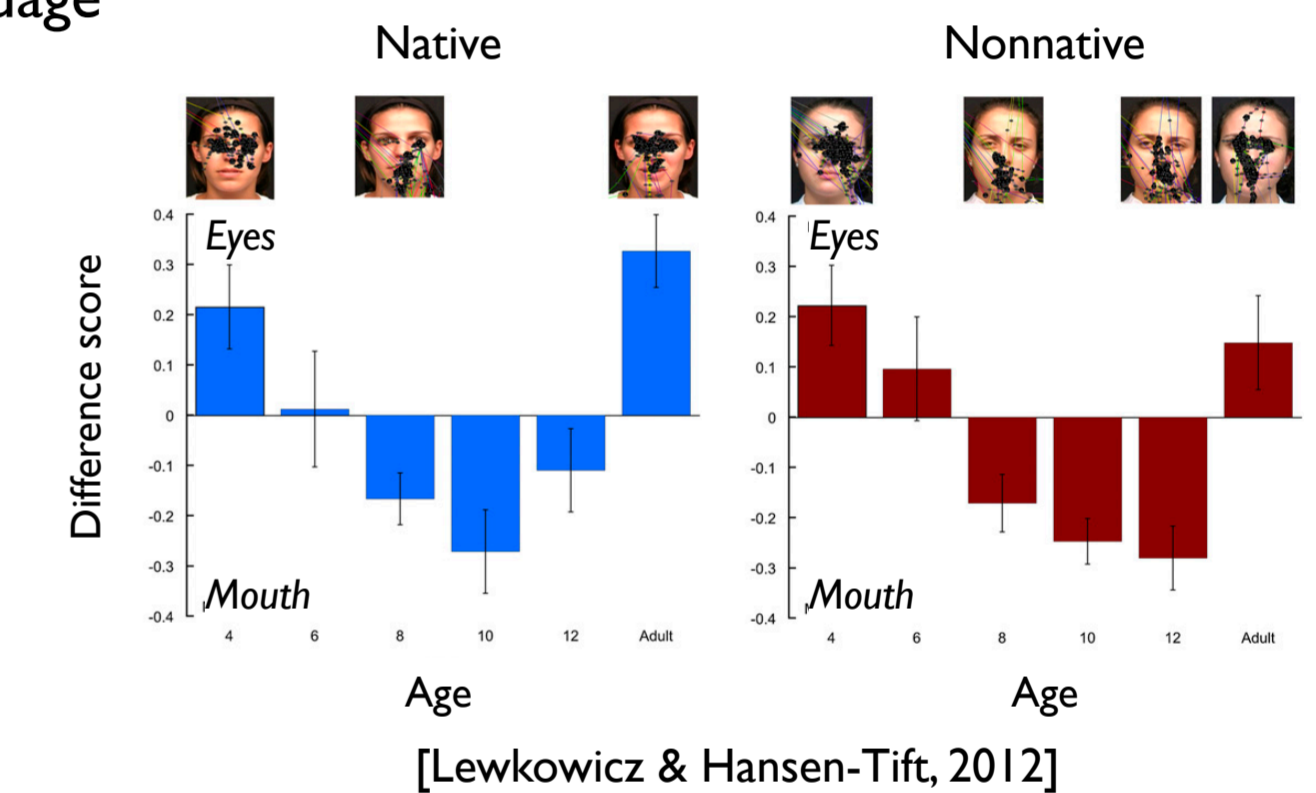 Native
Nonnative
Difference score
0.4
0.3
0.2
0.1
0
-0.1
-0.2
-0.3
-0.4
Eyes
Mouth
4 6 8 10 12 Adult
Age
0.4
0.3
0.2
0.1
0
-0.1
-0.2
-0.3
-0.4
Eyes
Mouth
4 6 8 10 12 Adult
Age
[Lewkowicz & Hansen-Tift, 2012]